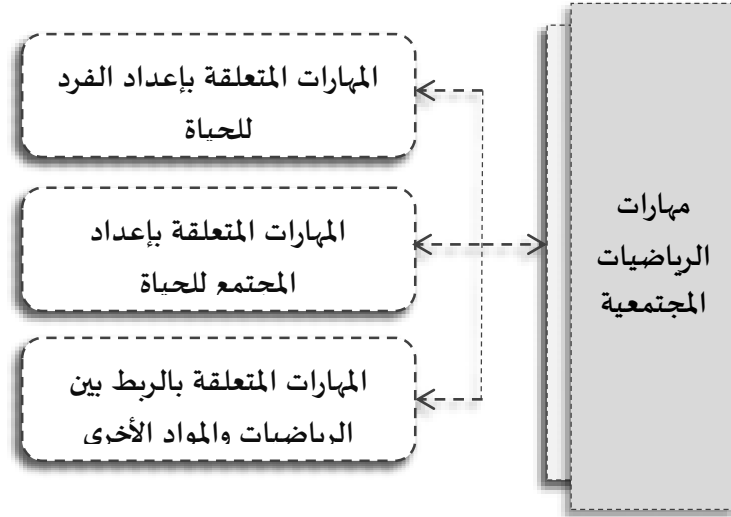 مهارات
الرياضيات
المجتمعية
المهارات المتعلقة بإعداد الفرد
للحياة
المهارات المتعلقة بإعداد
المجتمع للحياة
المهارات المتعلقة بالربط بين
الرياضيات والمواد الأخرى